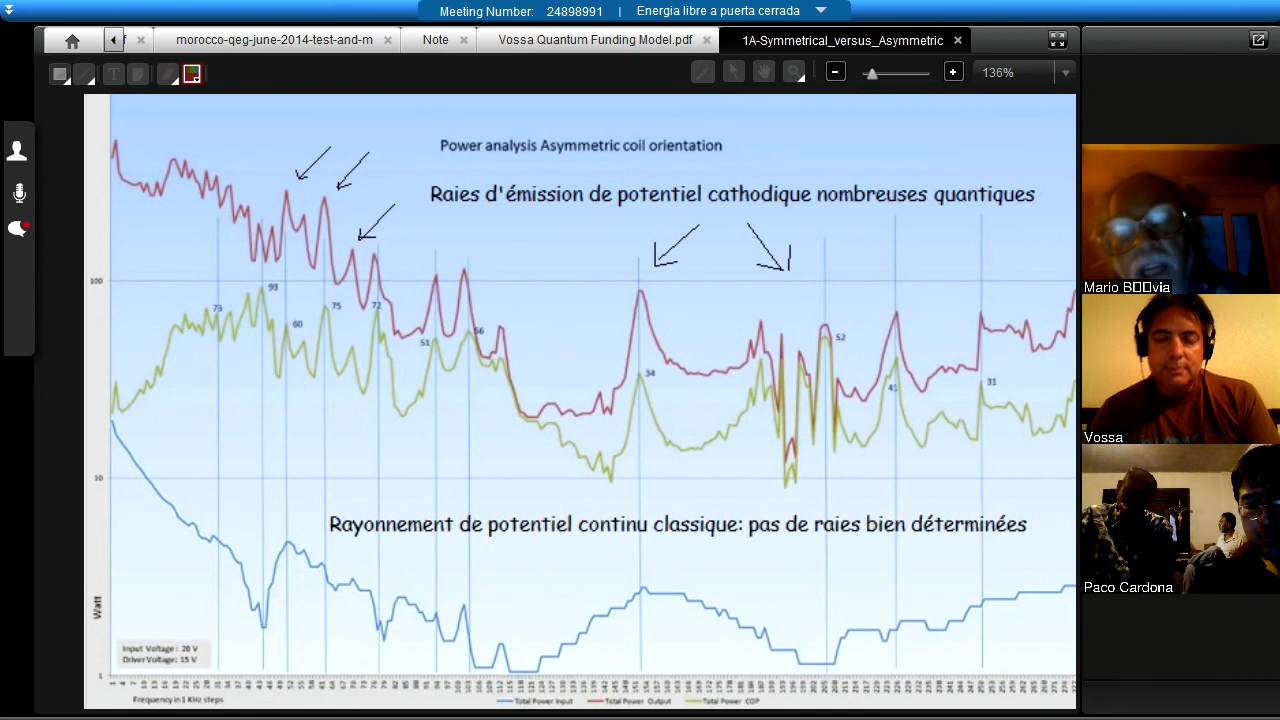 Meeting Number: 24898991 | Energia libre a puerta cerrada
f
morocco-qeg-june-2014-test-and-m
Note
Vossa Quantum Funding Model.pdf
1A-Symmetrical_versus_Asymmetric
T
136%
Power analysis Asymmetric coil orientation
Raies d'émission de potentiel cathodique nombreuses quantiques
100
93
73
60
75
72
51
56
34
52
41
31
10
Rayonnement de potentiel continu classique: pas de raies bien déterminées
Watt
Input Voltage : 20 V
Driver Voltage: 15 V
1
Frequency in 1 KHz steps
Total Power Input
Total Power Output
Total Power COP
Mario B▯▯via
Vossa
Paco Cardona